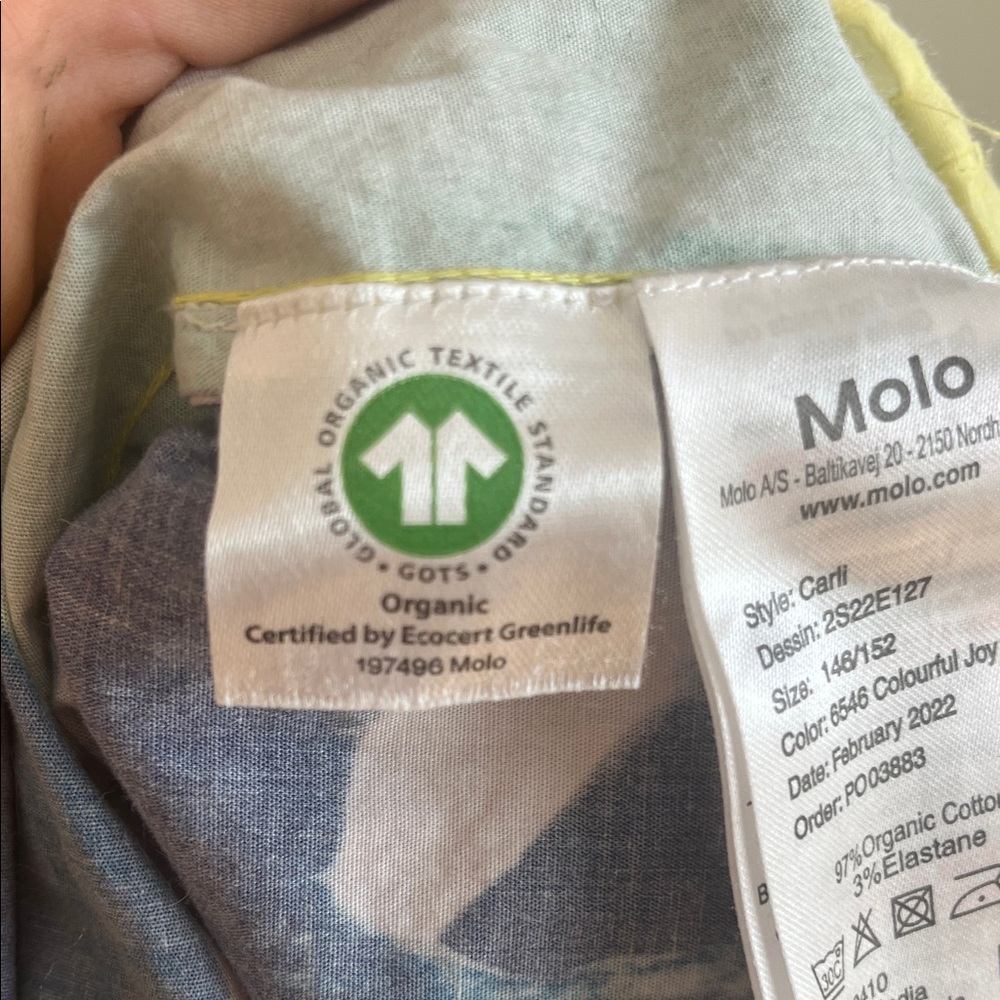 GLOBAL ORGANIC TEXTILE STANDARD
• GOTS •
Organic
Certified by Ecocert Greenlife
197496 Molo
Molo
Molo A/S - Baltikavej 20 - 2150 Nordh
www.molo.com
Style: Carli
Dessin: 2S22E127
Size: 146/152
Color: 6546 Colourful Joy
Date: February 2022
Order: PO03883
97%Organic Cotto
3%Elastane
30C
B